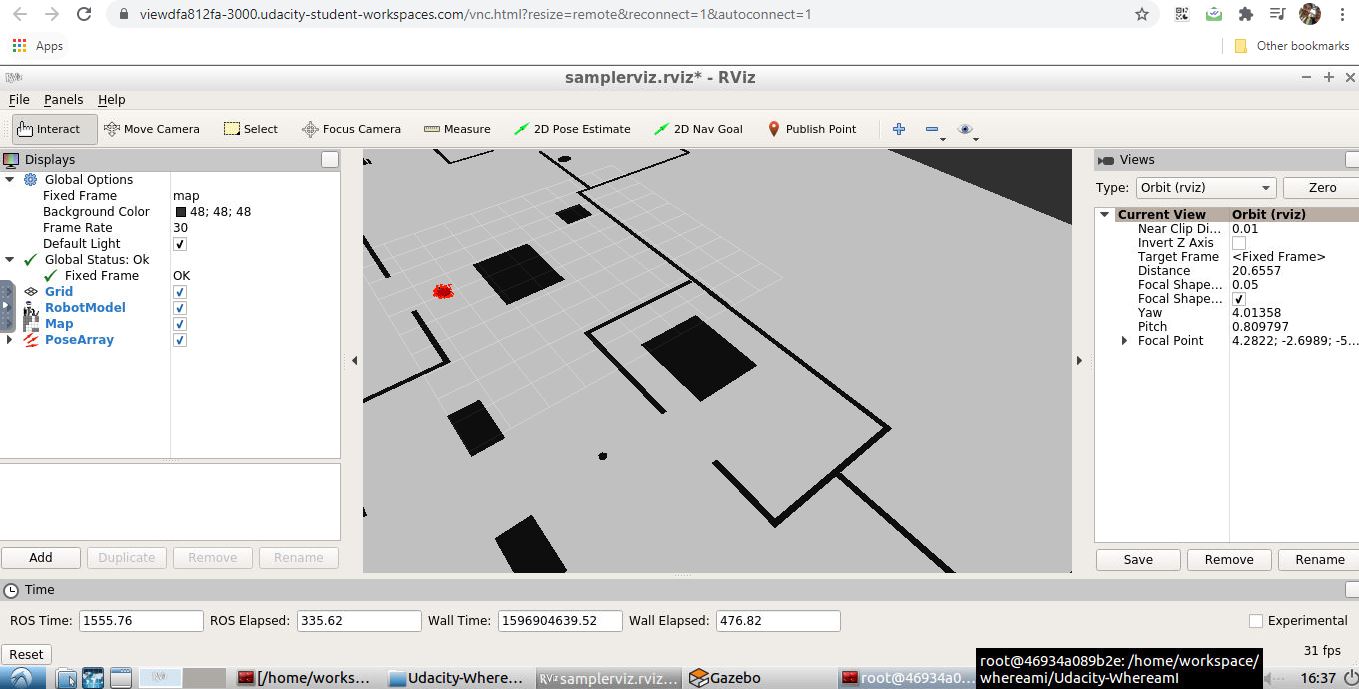 viewdfa812fa-3000.udacity-student-workspaces.com/vnc.html?resize=remote&reconnect=1&autoconnect=1
Apps
Other bookmarks
samplerviz.rviz* - RViz
File Panels Help
Interact Move Camera Select Focus Camera Measure 2D Pose Estimate 2D Nav Goal Publish Point
Displays
Global Options
Fixed Frame map
Background Color 48; 48; 48
Frame Rate 30
Default Light
Global Status: Ok
Fixed Frame OK
Grid
RobotModel
Map
PoseArray
Add Duplicate Remove Rename
Views
Type: Orbit (rviz) Zero
Current View Orbit (rviz)
Near Clip Di... 0.01
Invert Z Axis
Target Frame <Fixed Frame>
Distance 20.6557
Focal Shape... 0.05
Focal Shape...
Yaw 4.01358
Pitch 0.809797
Focal Point 4.2822; -2.6989; -5...
Save Remove Rename
Time
ROS Time: 1555.76 ROS Elapsed: 335.62 Wall Time: 1596904639.52 Wall Elapsed: 476.82 Experimental
Reset 31 fps
[/home/works... Udacity-Where... RViz samplerviz.rviz... Gazebo root@46934a0... 16:37
root@46934a089b2e: /home/workspace/
whereami/Udacity-WhereamI